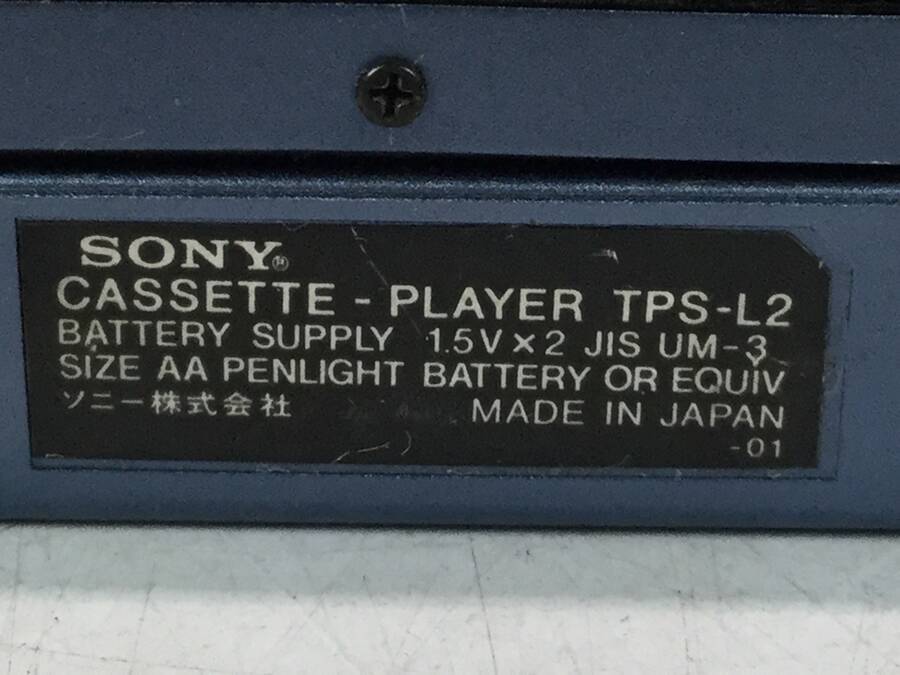 SONY®
CASSETTE - PLAYER TPS-L2
BATTERY SUPPLY 1.5V×2 JIS UM-3
SIZE AA PENLIGHT BATTERY OR EQUIV
ソニー株式会社 MADE IN JAPAN
-01